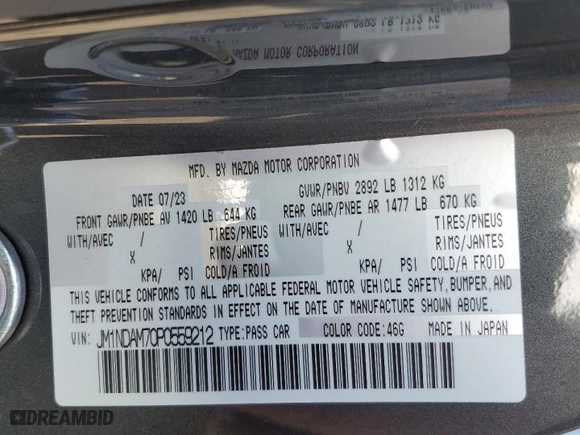 MFD. BY MAZDA MOTOR CORPORATION
DATE 07/23 GVWR/PNBV 2892 LB 1312 KG
FRONT GAWR/PNBE AV 1420 LB 644 KG REAR GAWR/PNBE AR 1477 LB 670 KG
WITH/AVEC / TIRES/PNEUS WITH/AVEC / TIRES/PNEUS
X RIMS/JANTES X RIMS/JANTES
KPA/ PSI COLD/A FROID KPA/ PSI COLD/A FROID
THIS VEHICLE CONFORMS TO ALL APPLICABLE FEDERAL MOTOR VEHICLE SAFETY, BUMPER, AND
THEFT PREVENTION STANDARDS IN EFFECT ON THE DATE OF MANUFACTURE SHOWN ABOVE.
VIN: JM1NDAM70P0559212 TYPE:PASS CAR COLOR CODE:46G MADE IN JAPAN
DREAMBID